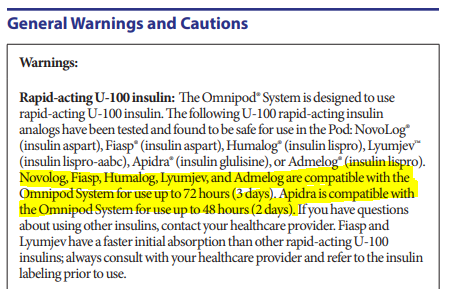 General Warnings and Cautions
Warnings:
Rapid-acting U-100 insulin: The Omnipod® System is designed to use
rapid-acting U-100 insulin. The following U-100 rapid-acting insulin
analogs have been tested and found to be safe for use in the Pod: NovoLog®
(insulin aspart), Fiasp® (insulin aspart), Humalog® (insulin lispro), Lyumjev™
(insulin lispro-aabc), Apidra® (insulin glulisine), or Admelog® (insulin lispro).
Novolog, Fiasp, Humalog, Lyumjev, and Admelog are compatible with the
Omnipod System for use up to 72 hours (3 days). Apidra is compatible with
the Omnipod System for use up to 48 hours (2 days). If you have questions
about using other insulins, contact your healthcare provider. Fiasp and
Lyumjev have a faster initial absorption than other rapid-acting U-100
insulins; always consult with your healthcare provider and refer to the insulin
labeling prior to use.